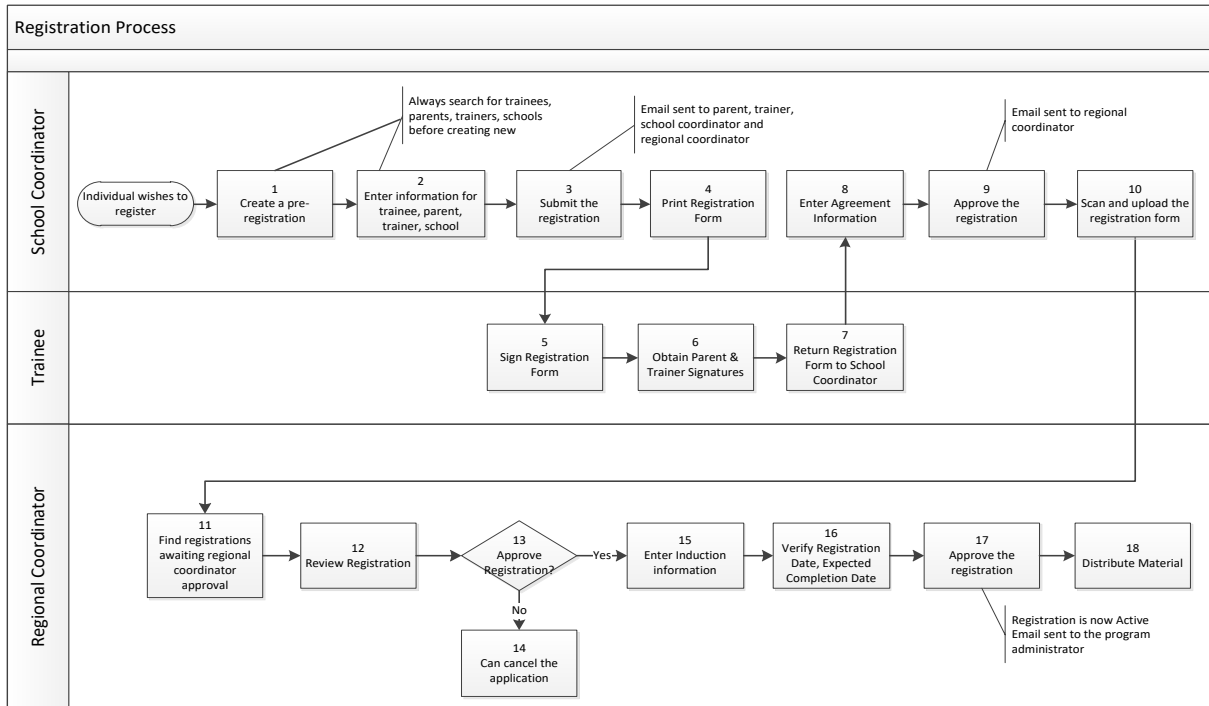 Registration Process
School Coordinator
Always search for trainees,
parents, trainers, schools
before creating new
Email sent to parent, trainer,
school coordinator and
regional coordinator
Email sent to regional
coordinator
Individual wishes to
register
1
Create a pre-
registration
2
Enter information for
trainee, parent,
trainer, school
3
Submit the
registration
4
Print Registration
Form
8
Enter Agreement
Information
9
Approve the
registration
10
Scan and upload the
registration form
Trainee
5
Sign Registration
Form
6
Obtain Parent &
Trainer Signatures
7
Return Registration
Form to School
Coordinator
Regional Coordinator
11
Find registrations
awaiting regional
coordinator
approval
12
Review Registration
13
Approve
Registration?
Yes
No
14
Can cancel the
application
15
Enter Induction
information
16
Verify Registration
Date, Expected
Completion Date
17
Approve the
registration
18
Distribute Material
Registration is now Active
Email sent to the program
administrator